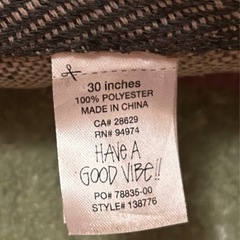 30 inches
100% POLYESTER
MADE IN CHINA
CA# 28629
RN# 94974
HAVE A
GOOD VIBE!!
PO# 78835-00
STYLE# 138776